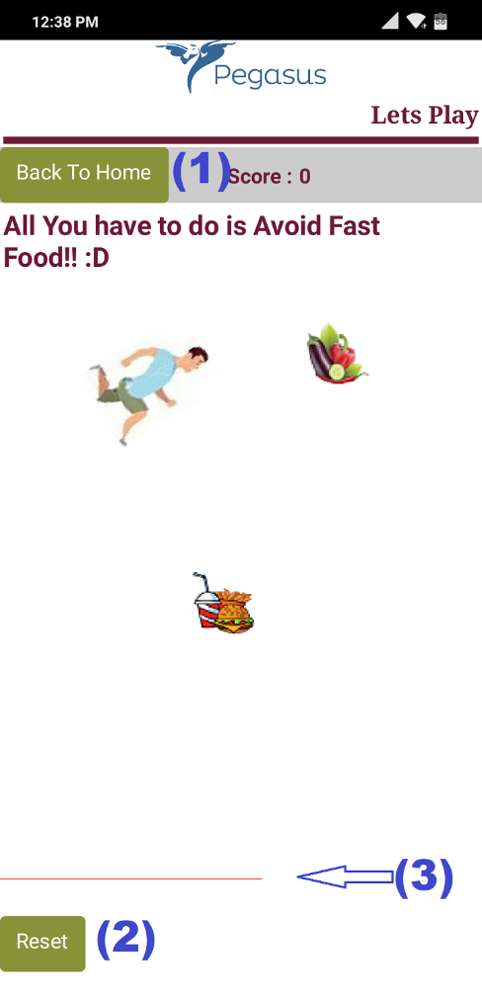 12:38 PM
56
Pegasus
Lets Play
Back To Home (1) Score : 0
All You have to do is Avoid Fast
Food!! :D
(3)
Reset (2)